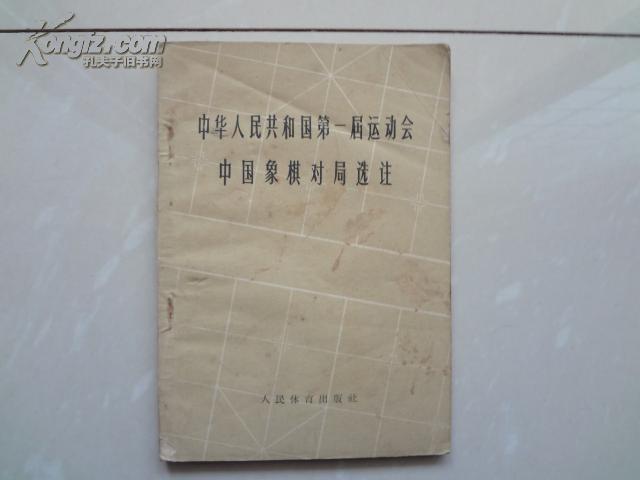 Kongfz.com
孔夫子旧书网
中华人民共和国第一届运动会
中国象棋对局选注
人民体育出版社